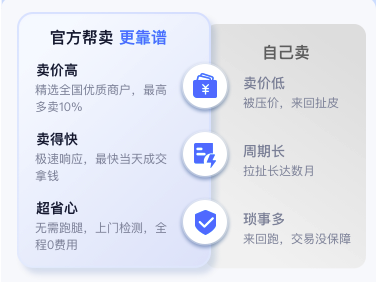 官方帮卖 更靠谱
卖价高
精选全国优质商户，最高
多卖10%
卖得快
极速响应，最快当天成交
拿钱
超省心
无需跑腿，上门检测，全
程0费用
自己卖
卖价低
被压价，来回扯皮
周期长
拉扯长达数月
琐事多
来回跑，交易没保障